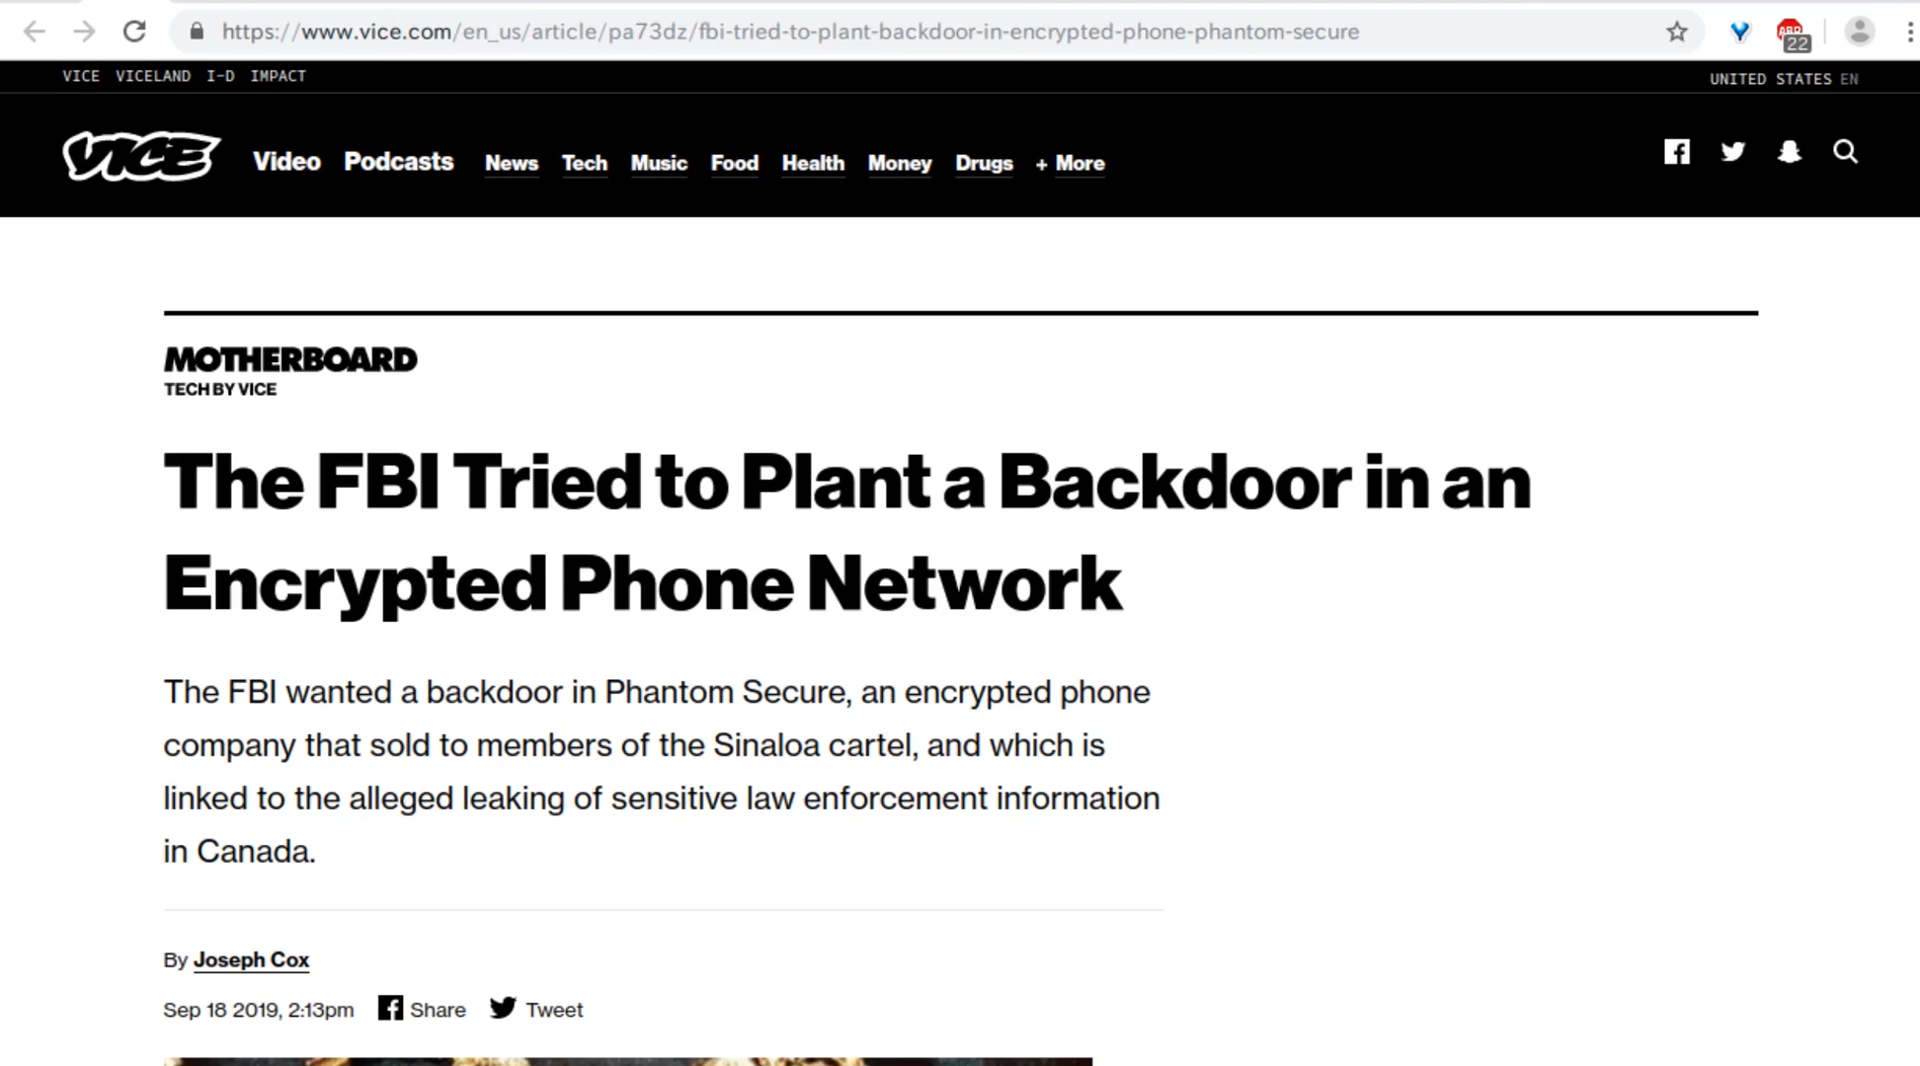 https://www.vice.com/en_us/article/pa73dz/fbi-tried-to-plant-backdoor-in-encrypted-phone-phantom-secure
ABP
22
VICE VICELAND I-D IMPACT
UNITED STATES EN
VICE Video Podcasts News Tech Music Food Health Money Drugs + More
MOTHERBOARD
TECH BY VICE
The FBI Tried to Plant a Backdoor in an
Encrypted Phone Network
The FBI wanted a backdoor in Phantom Secure, an encrypted phone
company that sold to members of the Sinaloa cartel, and which is
linked to the alleged leaking of sensitive law enforcement information
in Canada.
By Joseph Cox
Sep 18 2019, 2:13pm Share Tweet